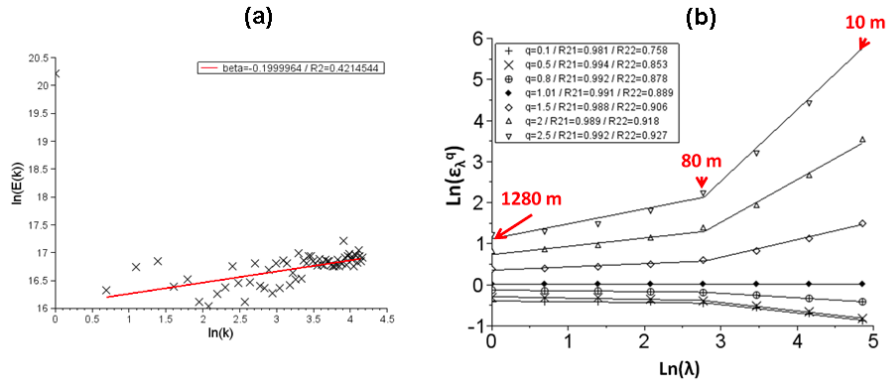 (a)
beta=-0.1999964 / R2=0.4214544
ln(E(k))
20.5
20
19.5
19
18.5
18
17.5
17
16.5
16
0
0.5
1
1.5
2
2.5
3
3.5
4
4.5
ln(k)
(b)
q=0.1 / R21=0.981 / R22=0.758
q=0.5 / R21=0.994 / R22=0.853
q=0.8 / R21=0.992 / R22=0.878
q=1.01 / R21=0.991 / R22=0.889
q=1.5 / R21=0.988 / R22=0.906
q=2 / R21=0.989 / R22=0.918
q=2.5 / R21=0.992 / R22=0.927
10 m
80 m
1280 m
Ln(ελ^q)
6
5
4
3
2
1
0
-1
0
1
2
3
4
5
Ln(λ)